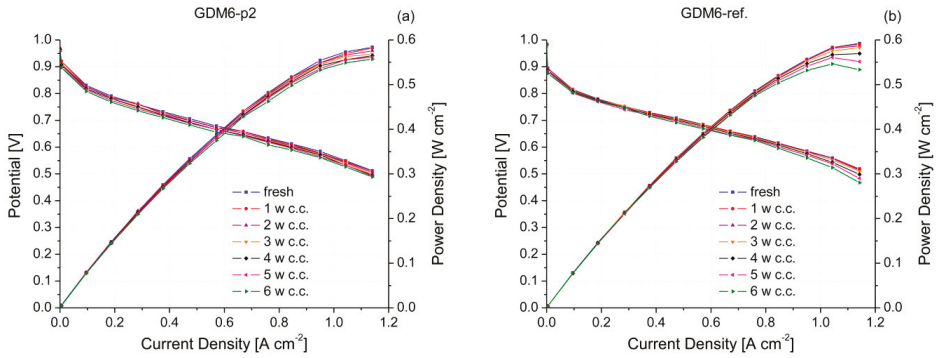 GDM6-p2
(a)
1.0
0.9
0.8
0.7
0.6
0.5
0.4
0.3
0.2
0.1
0.0
Potential [V]
0.6
0.5
0.4
0.3
0.2
0.1
0.0
Power Density [W cm-2]
fresh
1 w c.c.
2 w c.c.
3 w c.c.
4 w c.c.
5 w c.c.
6 w c.c.
0.0 0.2 0.4 0.6 0.8 1.0 1.2
Current Density [A cm-2]
GDM6-ref.
(b)
1.0
0.9
0.8
0.7
0.6
0.5
0.4
0.3
0.2
0.1
0.0
Potential [V]
0.6
0.5
0.4
0.3
0.2
0.1
0.0
Power Density [W cm-2]
fresh
1 w c.c.
2 w c.c.
3 w c.c.
4 w c.c.
5 w c.c.
6 w c.c.
0.0 0.2 0.4 0.6 0.8 1.0 1.2
Current Density [A cm-2]